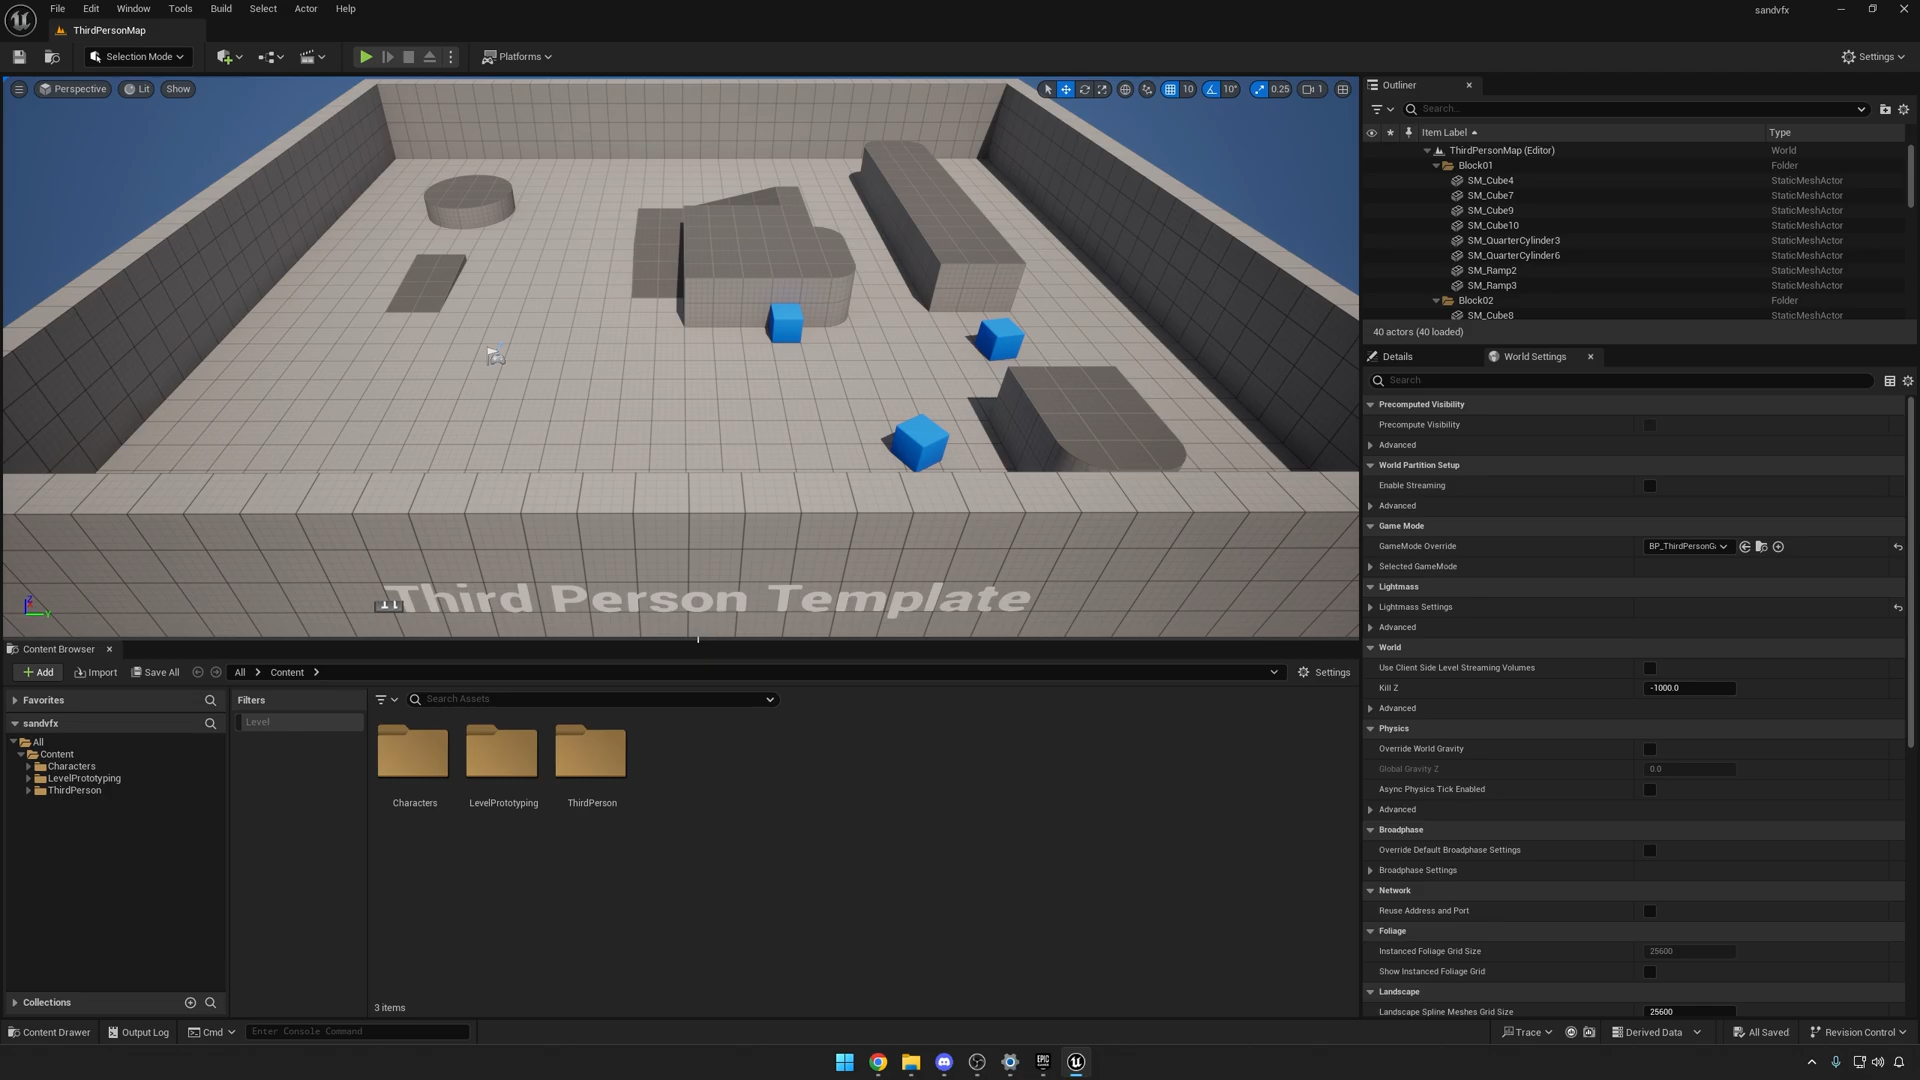 File Edit Window Tools Build Select Actor Help
sandvfx
ThirdPersonMap
Selection Mode
Platforms
Settings
Perspective
Lit
Show
10
10°
0.25
1
Third Person Template
Outliner
Search...
Item Label
Type
ThirdPersonMap (Editor) World
Block01 Folder
SM_Cube4 StaticMeshActor
SM_Cube7 StaticMeshActor
SM_Cube9 StaticMeshActor
SM_Cube10 StaticMeshActor
SM_QuarterCylinder3 StaticMeshActor
SM_QuarterCylinder6 StaticMeshActor
SM_Ramp2 StaticMeshActor
SM_Ramp3 StaticMeshActor
Block02 Folder
SM_Cube8 StaticMeshActor
40 actors (40 loaded)
Details
World Settings
Search
Precomputed Visibility
Precompute Visibility
Advanced
World Partition Setup
Enable Streaming
Advanced
Game Mode
GameMode Override BP_ThirdPersonGa
Selected GameMode
Lightmass
Lightmass Settings
Advanced
World
Use Client Side Level Streaming Volumes
Kill Z -1000.0
Advanced
Physics
Override World Gravity
Global Gravity Z 0.0
Async Physics Tick Enabled
Advanced
Broadphase
Override Default Broadphase Settings
Broadphase Settings
Network
Reuse Address and Port
Foliage
Instanced Foliage Grid Size 25600
Show Instanced Foliage Grid
Landscape
Landscape Spline Meshes Grid Size 25600
Content Browser
Add
Import
Save All
All
Content
Settings
Favorites
sandvfx
All
Content
Characters
LevelPrototyping
ThirdPerson
Collections
Filters
Level
Search Assets
Characters
LevelPrototyping
ThirdPerson
3 items
Content Drawer
Output Log
Cmd
Enter Console Command
Trace
Derived Data
All Saved
Revision Control
EPIC
GAMES